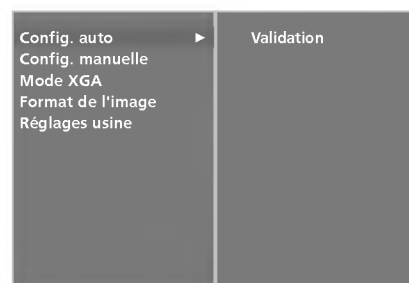 Config. auto ► Validation
Config. manuelle
Mode XGA
Format de l'image
Réglages usine